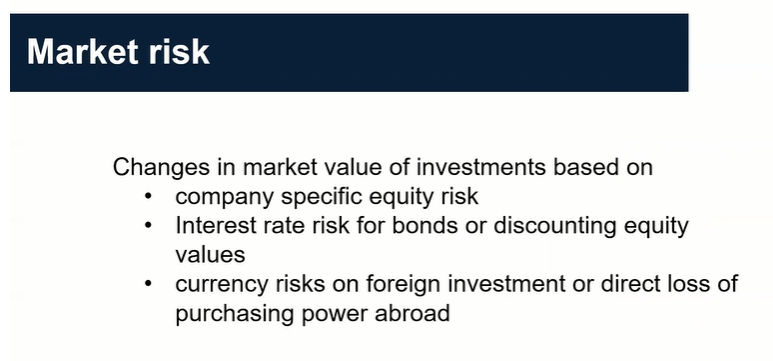 Market risk
Changes in market value of investments based on
• company specific equity risk
• Interest rate risk for bonds or discounting equity
values
• currency risks on foreign investment or direct loss of
purchasing power abroad